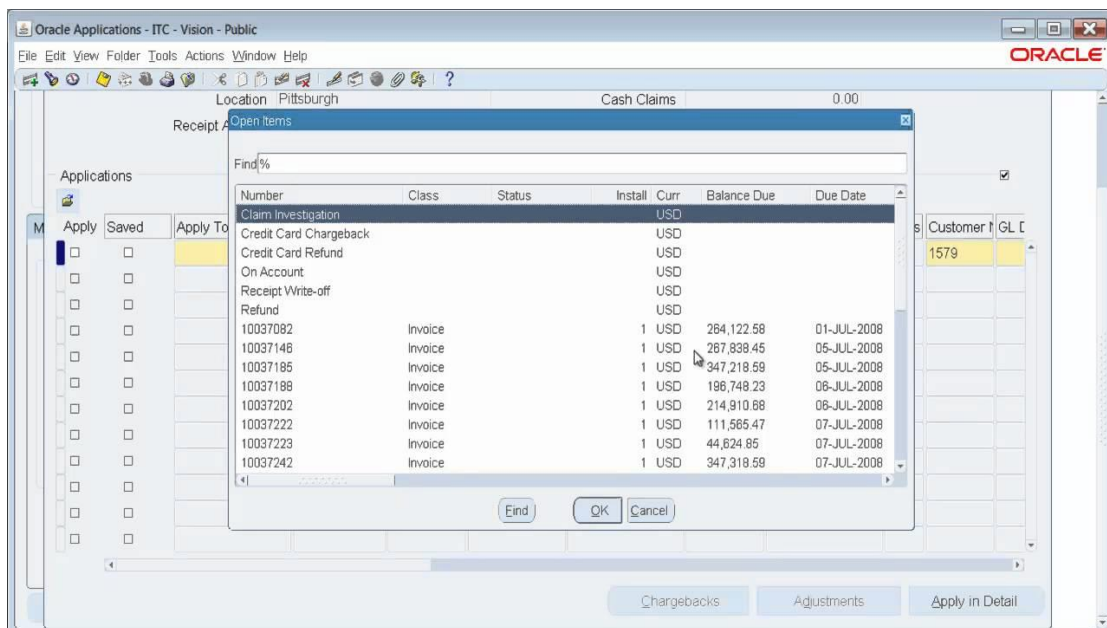 Oracle Applications - ITC - Vision - Public
File Edit View Folder Tools Actions Window Help
ORACLE
Location Pittsburgh Cash Claims 0.00
Receipt A
Open Items
Find %
Applications
Number Class Status Install Curr Balance Due Due Date
Claim Investigation USD
M Apply Saved Apply To s Customer N GL D
Credit Card Chargeback USD
Credit Card Refund USD
1579
On Account USD
Receipt Write-off USD
Refund USD
10037082 Invoice 1 USD 264,122.58 01-JUL-2008
10037146 Invoice 1 USD 267,838.45 05-JUL-2008
10037185 Invoice 1 USD 347,218.59 05-JUL-2008
10037188 Invoice 1 USD 196,748.23 06-JUL-2008
10037202 Invoice 1 USD 214,910.68 06-JUL-2008
10037222 Invoice 1 USD 111,565.47 07-JUL-2008
10037223 Invoice 1 USD 44,624.85 07-JUL-2008
10037242 Invoice 1 USD 347,318.59 07-JUL-2008
Find OK Cancel
Chargebacks Adjustments Apply in Detail